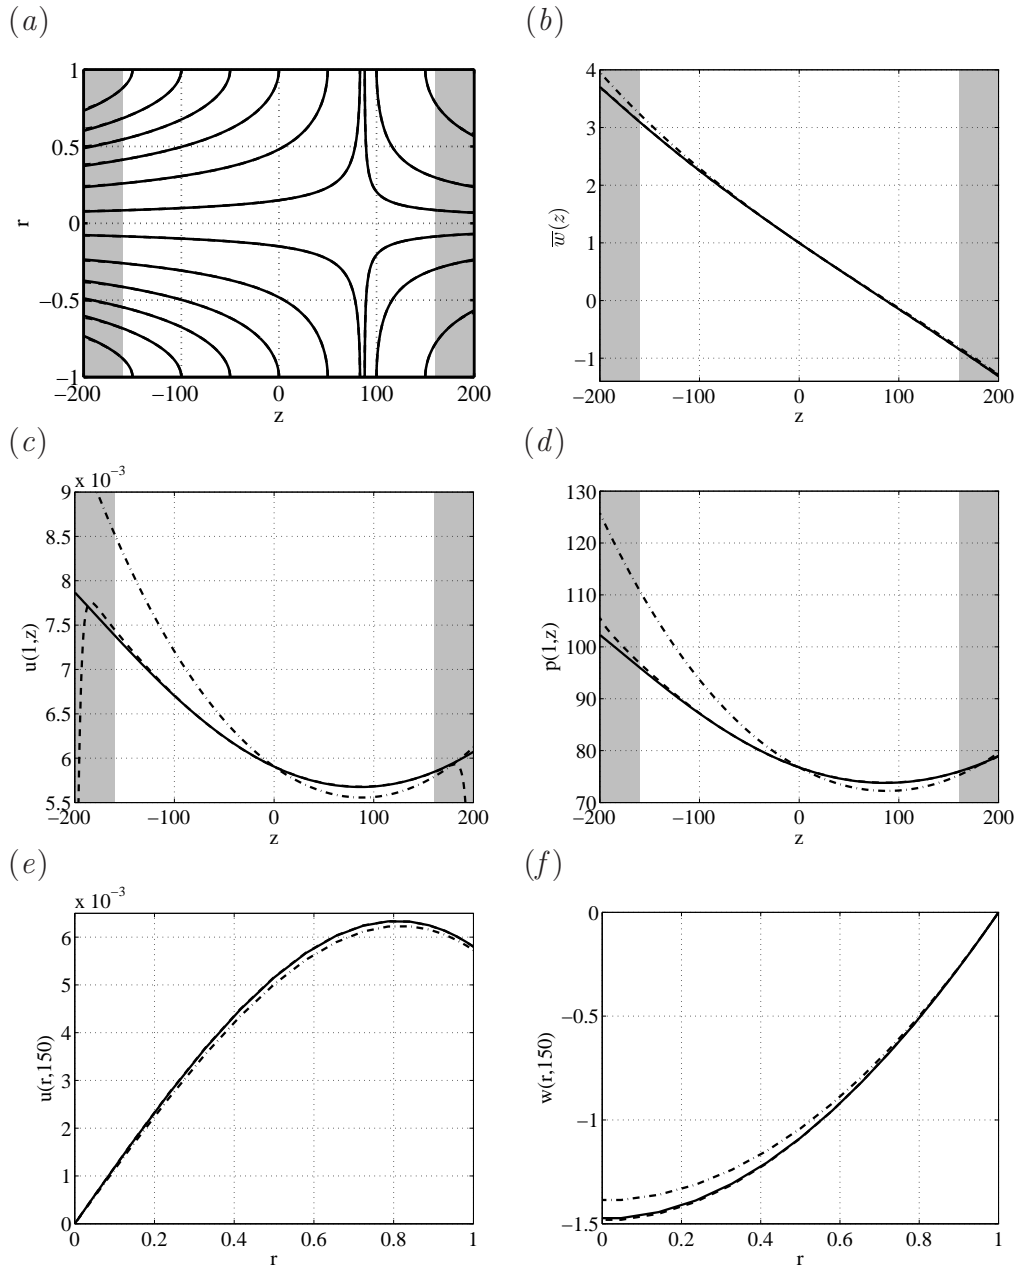 (a)
1
0.5
0
−0.5
−1
r
−200 −100 0 100 200
z
(b)
4
3
2
1
0
−1
w̅(z)
−200 −100 0 100 200
z
(c)
x 10⁻³
9
8.5
8
7.5
7
6.5
6
5.5
u(1,z)
−200 −100 0 100 200
z
(d)
130
120
110
100
90
80
70
p(1,z)
−200 −100 0 100 200
z
(e)
x 10⁻³
6
5
4
3
2
1
0
u(r,150)
0 0.2 0.4 0.6 0.8 1
r
(f)
0
−0.5
−1
−1.5
w(r,150)
0 0.2 0.4 0.6 0.8 1
r